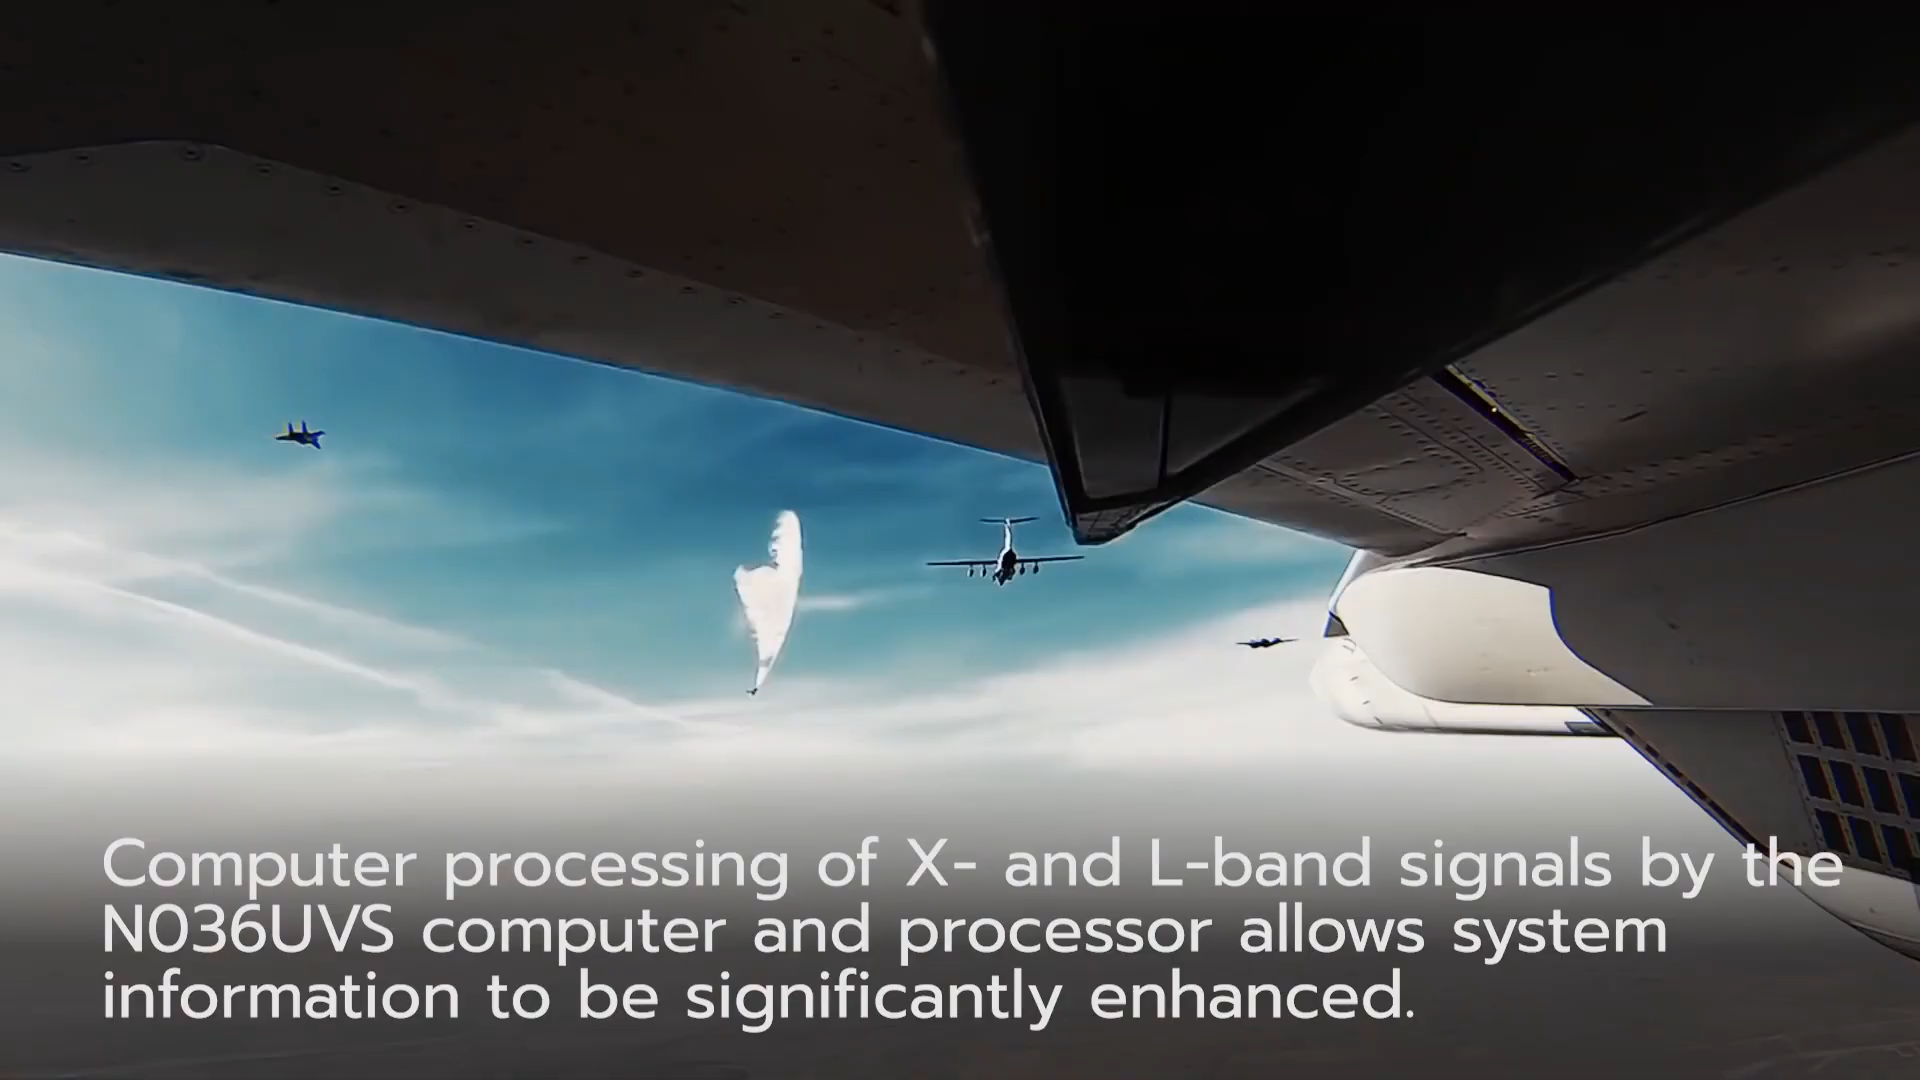 Computer processing of X- and L-band signals by the
N036UVS computer and processor allows system
information to be significantly enhanced.